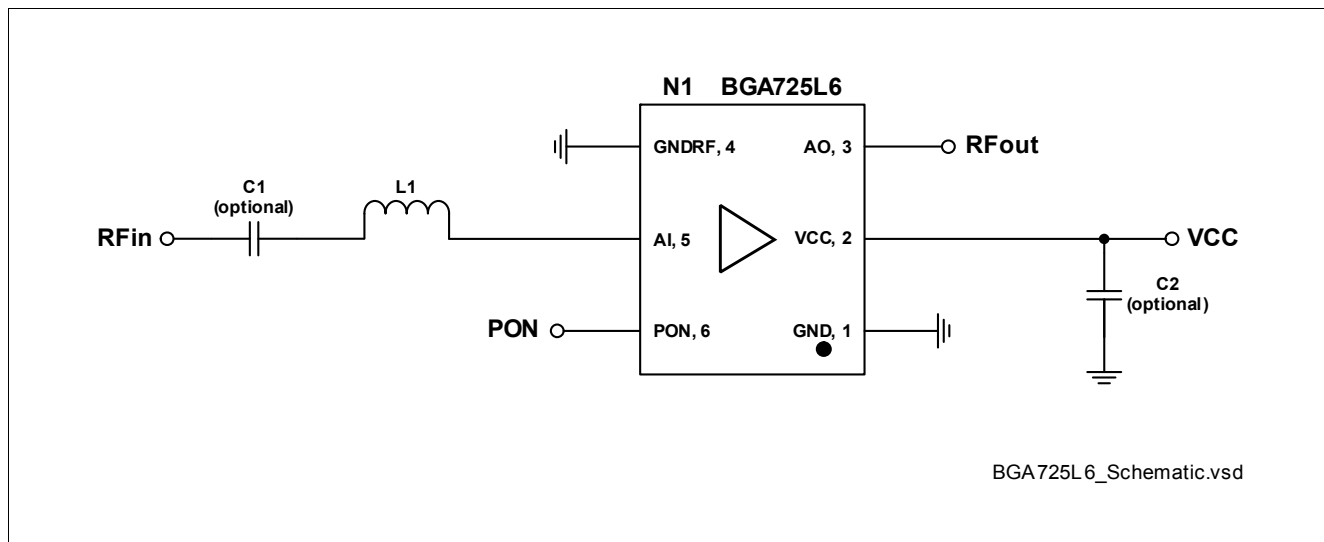 N1 BGA725L6
GNDRF, 4
AO, 3
RFout
C1
(optional)
L1
RFin
AI, 5
VCC, 2
VCC
C2
(optional)
PON
PON, 6
GND, 1
BGA725L6_Schematic.vsd